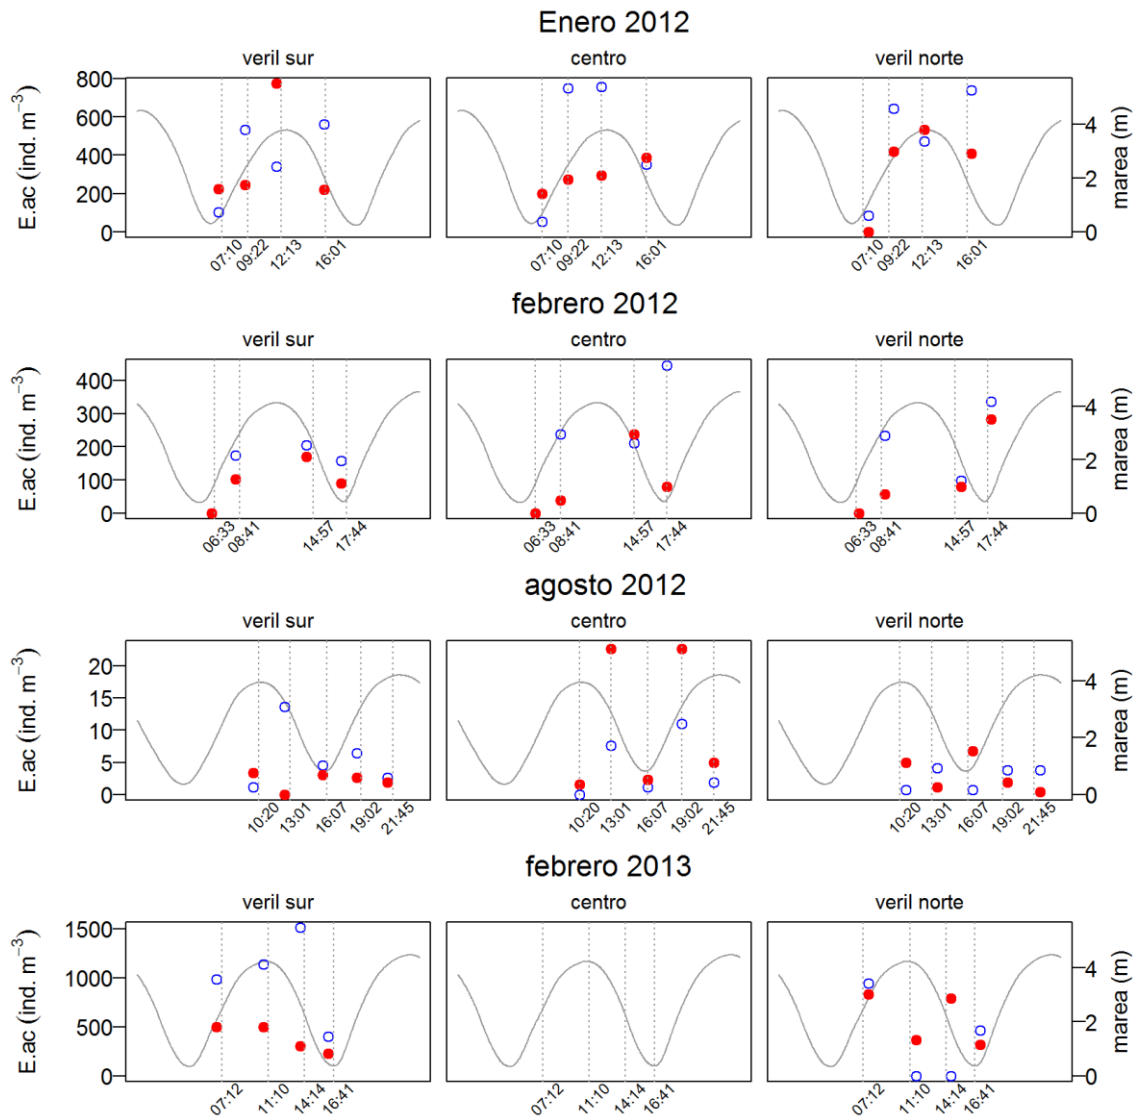 Enero 2012
veril sur centro veril norte
E.ac (ind. m⁻³)
800
600
400
200
0
marea (m)
4
2
0
07:10 09:22 12:13 16:01
07:10 09:22 12:13 16:01
07:10 09:22 12:13 16:01
febrero 2012
veril sur centro veril norte
E.ac (ind. m⁻³)
400
300
200
100
0
marea (m)
4
2
0
06:33 08:41 14:57 17:44
06:33 08:41 14:57 17:44
06:33 08:41 14:57 17:44
agosto 2012
veril sur centro veril norte
E.ac (ind. m⁻³)
20
15
10
5
0
marea (m)
4
2
0
10:20 13:01 16:07 19:02 21:45
10:20 13:01 16:07 19:02 21:45
10:20 13:01 16:07 19:02 21:45
febrero 2013
veril sur centro veril norte
E.ac (ind. m⁻³)
1500
1000
500
0
marea (m)
4
2
0
07:12 11:10 14:14 16:41
07:12 11:10 14:14 16:41
07:12 11:10 14:14 16:41